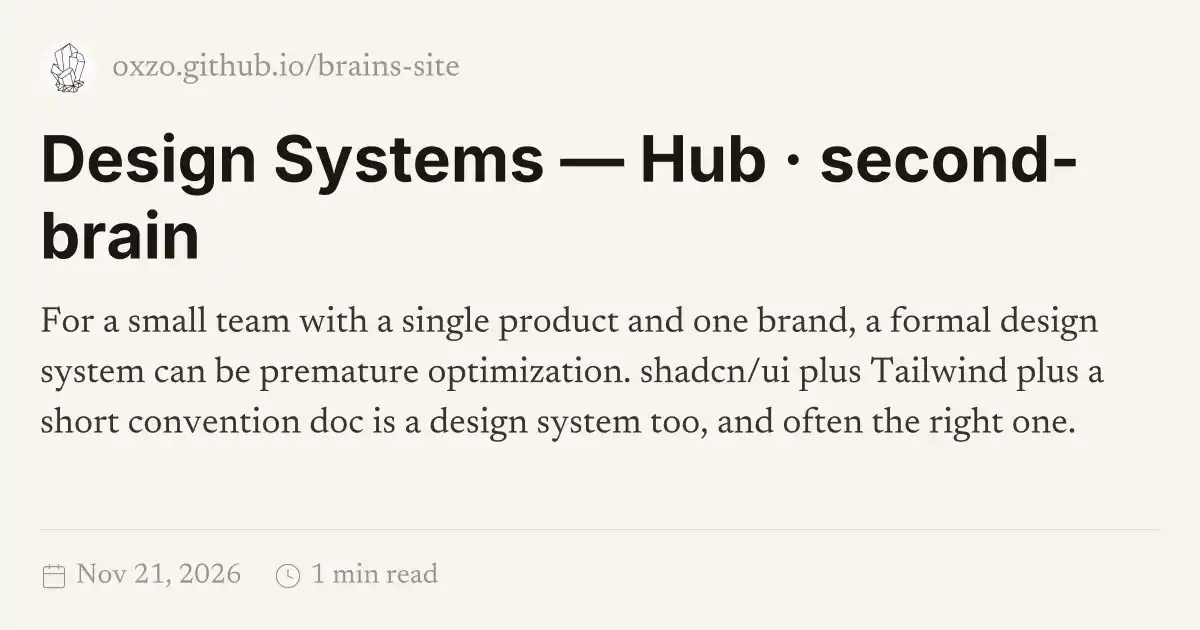 oxzo.github.io/brains-site
Design Systems — Hub · second-
brain
For a small team with a single product and one brand, a formal design
system can be premature optimization. shadcn/ui plus Tailwind plus a
short convention doc is a design system too, and often the right one.
Nov 21, 2026 1 min read